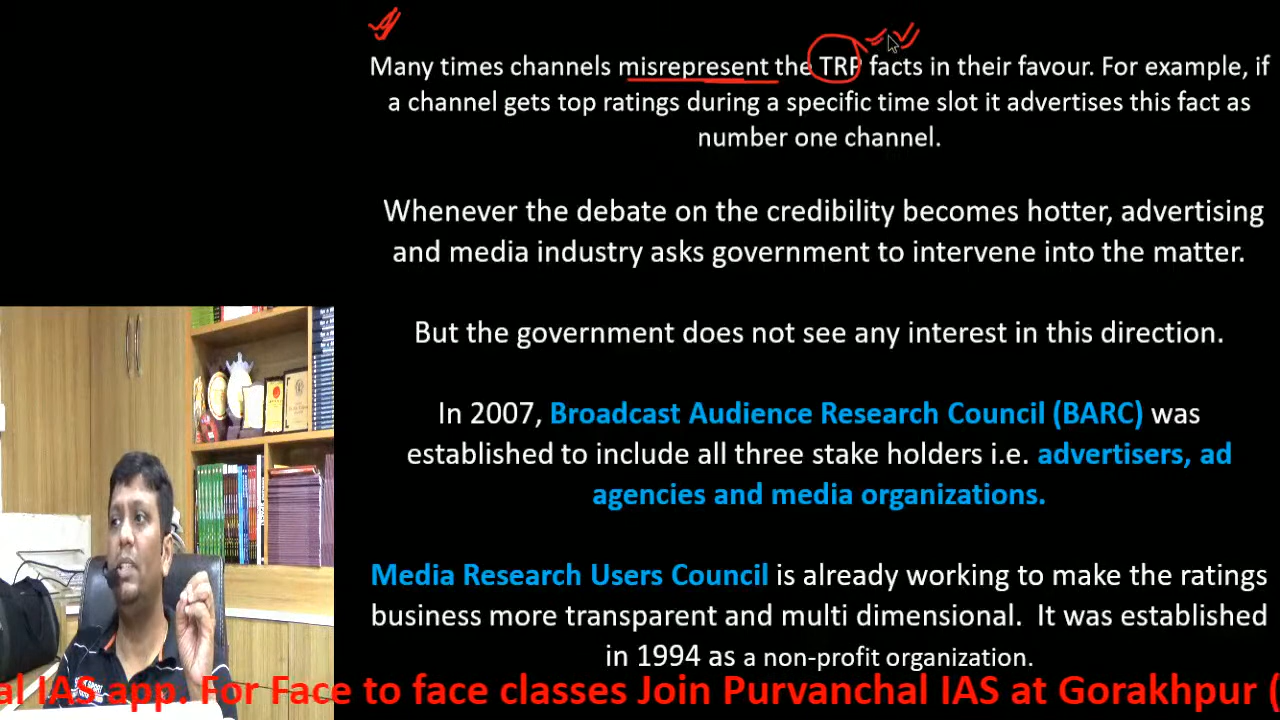 Many times channels misrepresent the TRP facts in their favour. For example, if
a channel gets top ratings during a specific time slot it advertises this fact as
number one channel.
Whenever the debate on the credibility becomes hotter, advertising
and media industry asks government to intervene into the matter.
But the government does not see any interest in this direction.
In 2007, Broadcast Audience Research Council (BARC) was
established to include all three stake holders i.e. advertisers, ad
agencies and media organizations.
Media Research Users Council is already working to make the ratings
business more transparent and multi dimensional. It was established
in 1994 as a non-profit organization.
al IAS app. For Face to face classes Join Purvanchal IAS at Gorakhpur (